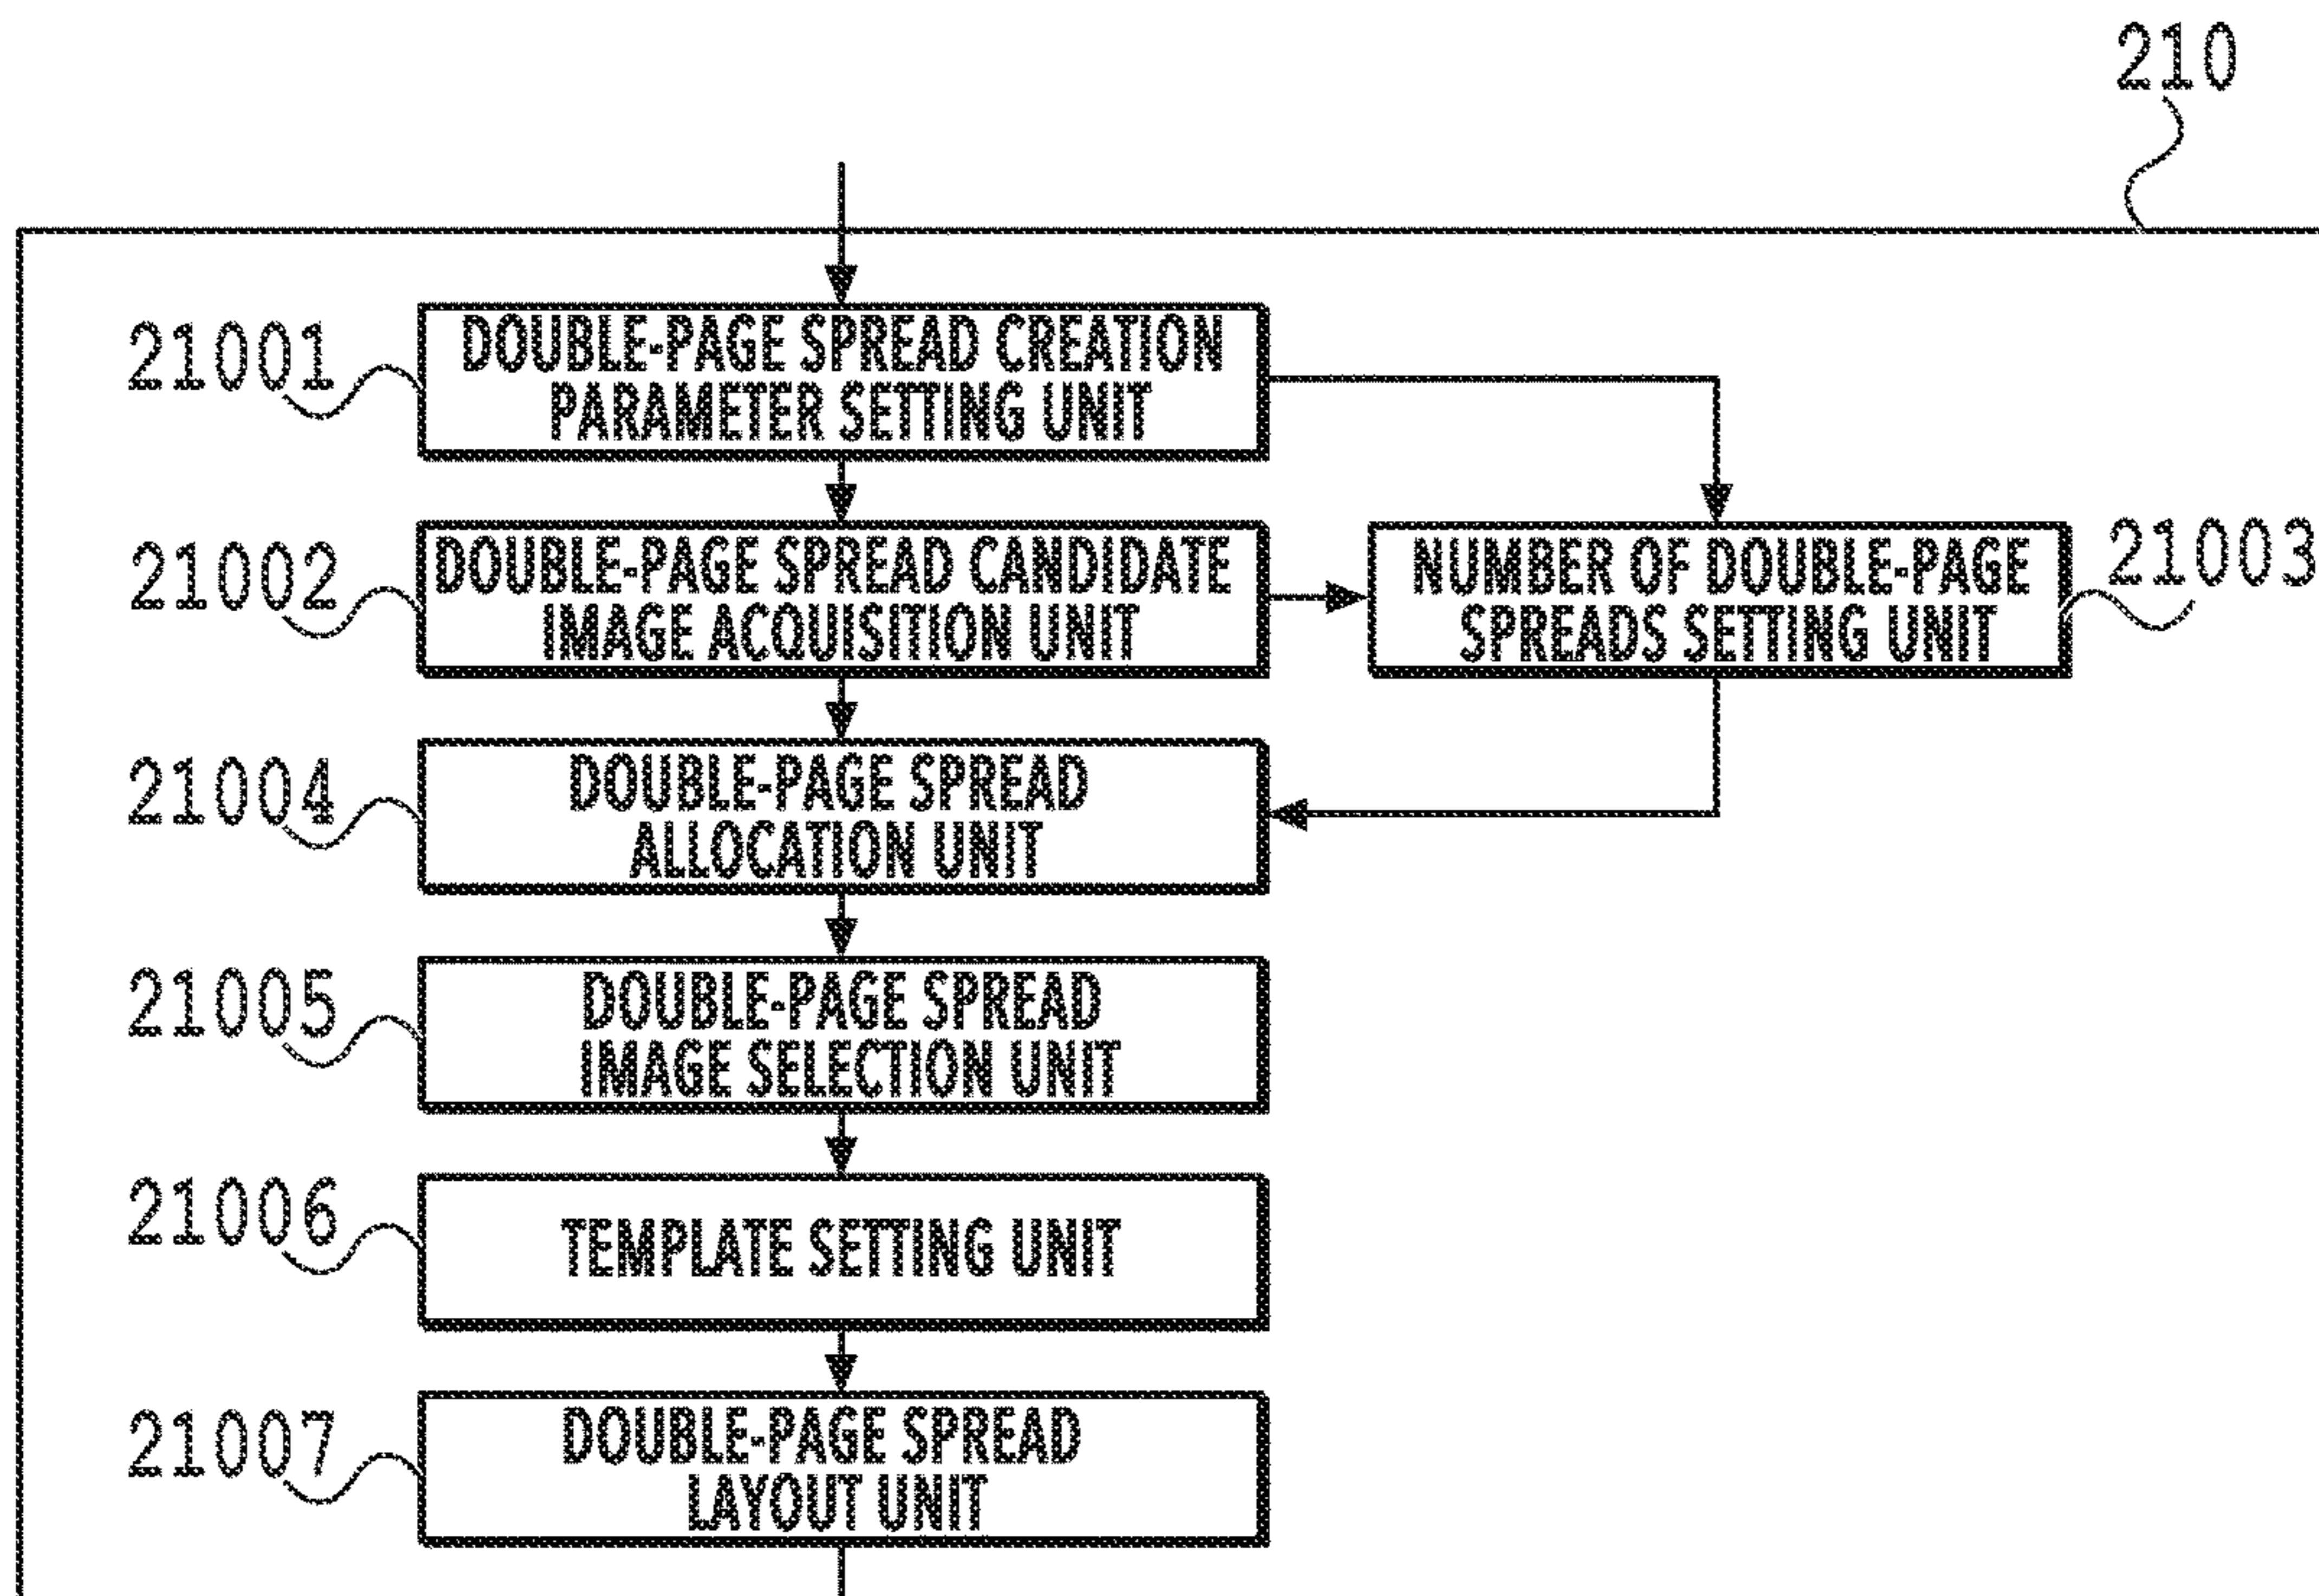 210
21001
DOUBLE-PAGE SPREAD CREATION
PARAMETER SETTING UNIT
21002
DOUBLE-PAGE SPREAD CANDIDATE
IMAGE ACQUISITION UNIT
NUMBER OF DOUBLE-PAGE
SPREADS SETTING UNIT
21003
21004
DOUBLE-PAGE SPREAD
ALLOCATION UNIT
21005
DOUBLE-PAGE SPREAD
IMAGE SELECTION UNIT
21006
TEMPLATE SETTING UNIT
21007
DOUBLE-PAGE SPREAD
LAYOUT UNIT